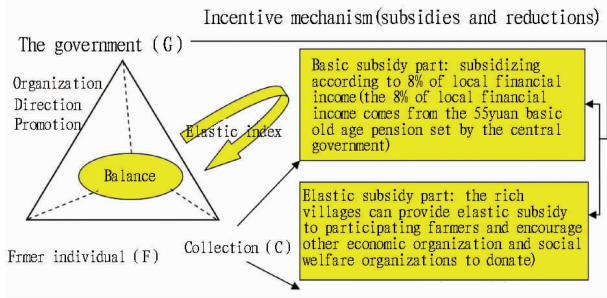 Incentive mechanism(subsidies and reductions)
The government(G)
Organization
Direction
Promotion
Elastic index
Balance
Frmer individual(F)
Collection(C)
Basic subsidy part: subsidizing
according to 8% of local financial
income(the 8% of local financial
income comes from the 55yuan basic
old age pension set by the central
government)
Elastic subsidy part: the rich
villages can provide elastic subsidy
to participating farmers and encourage
other economic organization and social
welfare organizations to donate)